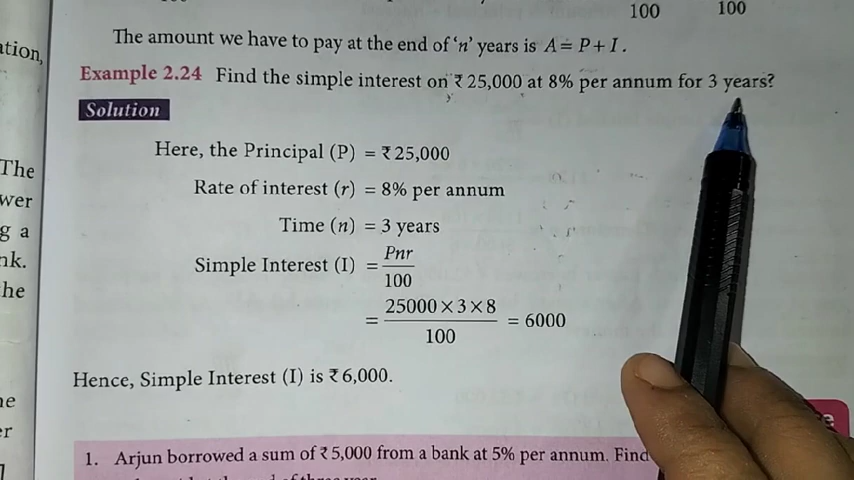 100 100
ation,
The amount we have to pay at the end of 'n' years is A = P + I .
Example 2.24 Find the simple interest on ₹ 25,000 at 8% per annum for 3 years?
Solution
Here, the Principal (P) = ₹ 25,000
The
Rate of interest (r) = 8% per annum
wer
Time (n) = 3 years
g a
Simple Interest (I) = Pnr / 100
nk.
he
= 25000 × 3 × 8 / 100 = 6000
Hence, Simple Interest (I) is ₹ 6,000.
ne
er
1. Arjun borrowed a sum of ₹ 5,000 from a bank at 5% per annum. Find